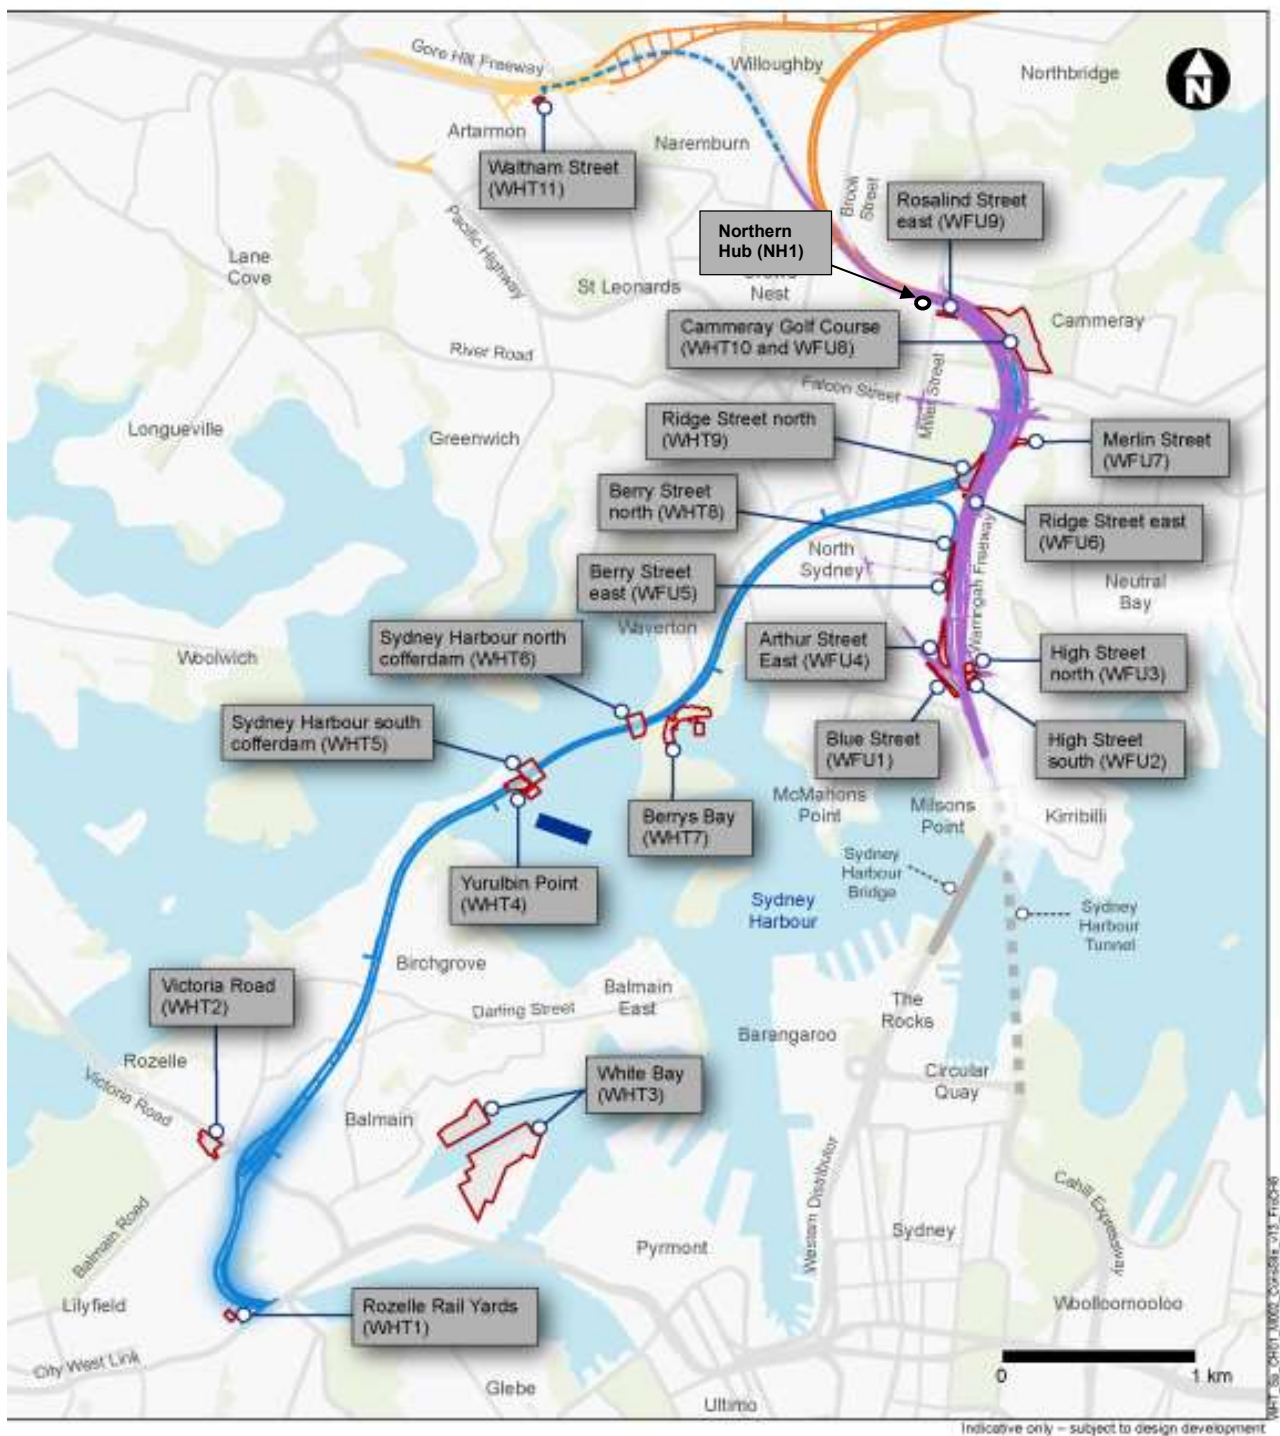 Gore Hill Freeway
Willoughby
Northbridge
N
Artarmon
Naremburn
Waltham Street
(WHT11)
Brook
Street
Rosalind Street
east (WFU9)
Pacific Highway
Northern
Hub (NH1)
Lane
Cove
St Leonards
Nest
Cammeray
Cammeray Golf Course
(WHT10 and WFU8)
River Road
Miller Street
Falcon Street
Longueville
Greenwich
Ridge Street north
(WHT9)
Merlin Street
(WFU7)
Berry Street
north (WHT8)
Ridge Street east
(WFU6)
North
Sydney
Warringah Freeway
Berry Street
east (WFU5)
Neutral
Bay
Waverton
Sydney Harbour north
cofferdam (WHT6)
Arthur Street
East (WFU4)
High Street
north (WFU3)
Woolwich
Sydney Harbour south
cofferdam (WHT5)
Blue Street
(WFU1)
High Street
south (WFU2)
Berrys Bay
(WHT7)
McMahons
Point
Milsons
Point
Kirribilli
Yurulbin Point
(WHT4)
Sydney
Harbour
Bridge
Sydney
Harbour
Sydney
Harbour
Tunnel
Birchgrove
Victoria Road
(WHT2)
Darling Street
Balmain
East
The
Rocks
Barangaroo
Rozelle
Victoria Road
White Bay
(WHT3)
Circular
Quay
Balmain
Western Distributor
Cahill Expressway
Balmain Road
Pyrmont
Sydney
Lilyfield
Rozelle Rail Yards
(WHT1)
Woolloomooloo
City West Link
Glebe
Ultimo
0
1 km
Indicative only – subject to design development